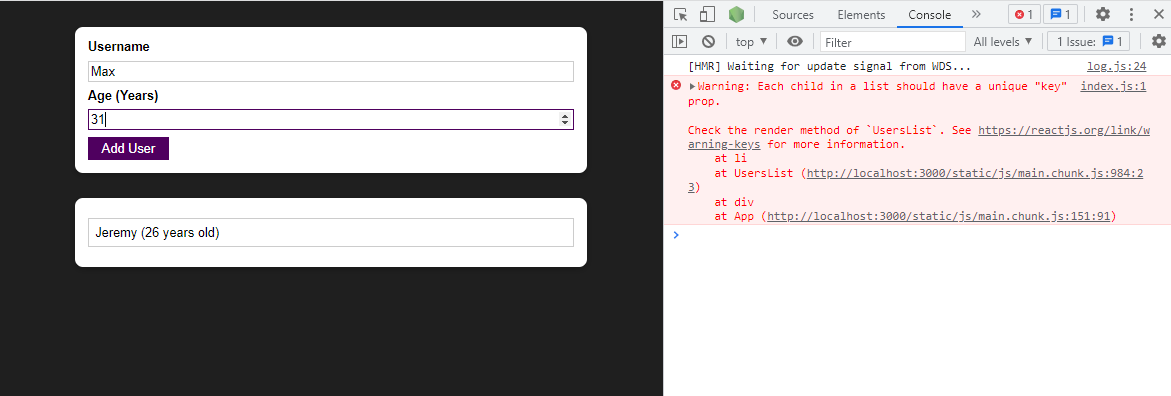 Username
Max
Age (Years)
31
Add User
Jeremy (26 years old)
Sources Elements Console » 1 1
top ▼ Filter All levels ▼ 1 Issue: 1
[HMR] Waiting for update signal from WDS... log.js:24
▶Warning: Each child in a list should have a unique "key" index.js:1
prop.
Check the render method of `UsersList`. See https://reactjs.org/link/w
arning-keys for more information.
at li
at UsersList (http://localhost:3000/static/js/main.chunk.js:984:2
3)
at div
at App (http://localhost:3000/static/js/main.chunk.js:151:91)